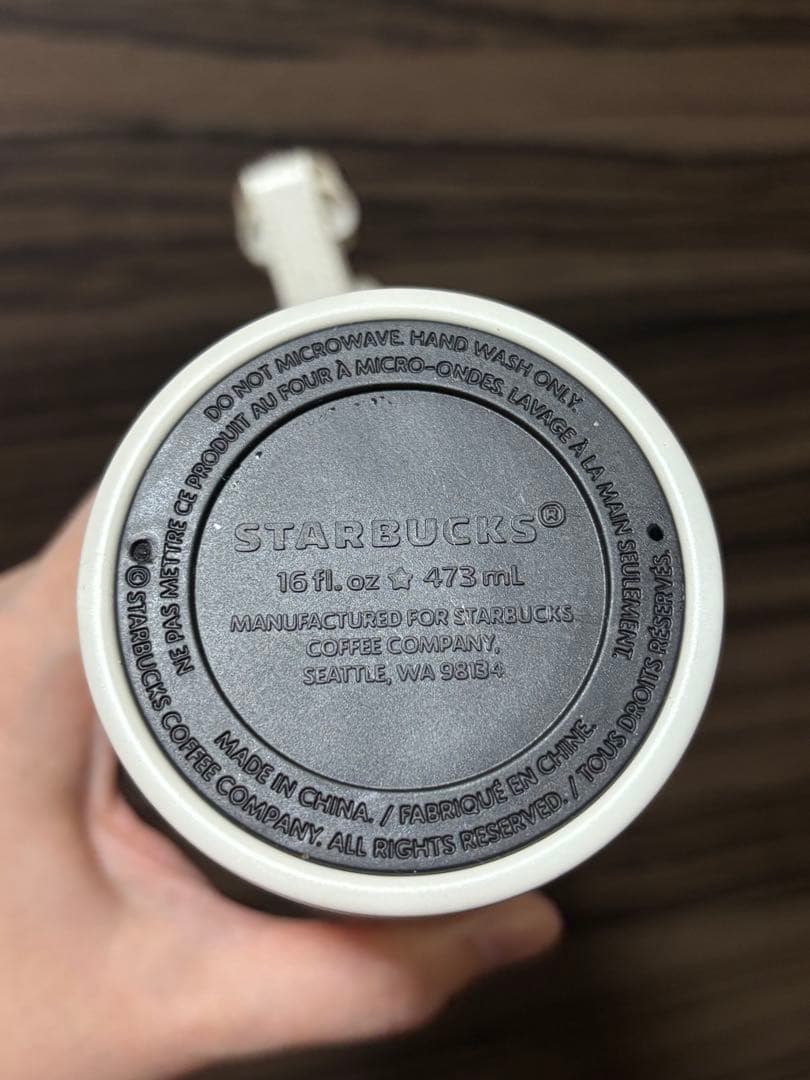 DO NOT MICROWAVE. HAND WASH ONLY.
NE PAS METTRE CE PRODUIT AU FOUR À MICRO-ONDES. LAVAGE À LA MAIN SEULEMENT.
STARBUCKS®
16 fl. oz ☆ 473 mL
MANUFACTURED FOR STARBUCKS
COFFEE COMPANY,
SEATTLE, WA 98134
MADE IN CHINA. / FABRIQUÉ EN CHINE.
© STARBUCKS COFFEE COMPANY. ALL RIGHTS RESERVED. / TOUS DROITS RÉSERVÉS.